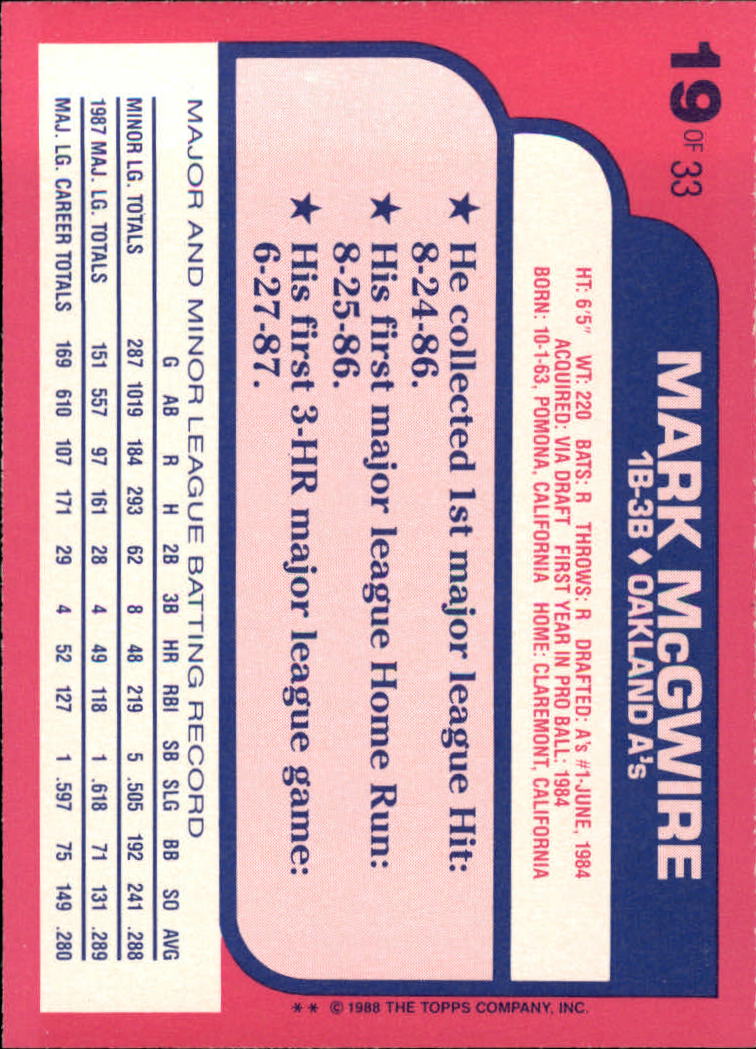 19 OF 33
MARK McGWIRE
1B-3B ♦ OAKLAND A's
HT: 6'5" WT: 220 BATS: R THROWS: R DRAFTED: A's #1-JUNE, 1984
ACQUIRED: VIA DRAFT FIRST YEAR IN PRO BALL: 1984
BORN: 10-1-63, POMONA, CALIFORNIA HOME: CLAREMONT, CALIFORNIA
★ He collected 1st major league Hit:
8-24-86.
★ His first major league Home Run:
8-25-86.
★ His first 3-HR major league game:
6-27-87.
MAJOR AND MINOR LEAGUE BATTING RECORD
G AB R H 2B 3B HR RBI SB SLG BB SO AVG
MINOR LG. TOTALS 287 1019 184 293 62 8 48 219 5 .505 192 241 .288
1987 MAJ. LG. TOTALS 151 557 97 161 28 4 49 118 1 .618 71 131 .289
MAJ. LG. CAREER TOTALS 169 610 107 171 29 4 52 127 1 .597 75 149 .280
** © 1988 THE TOPPS COMPANY, INC.